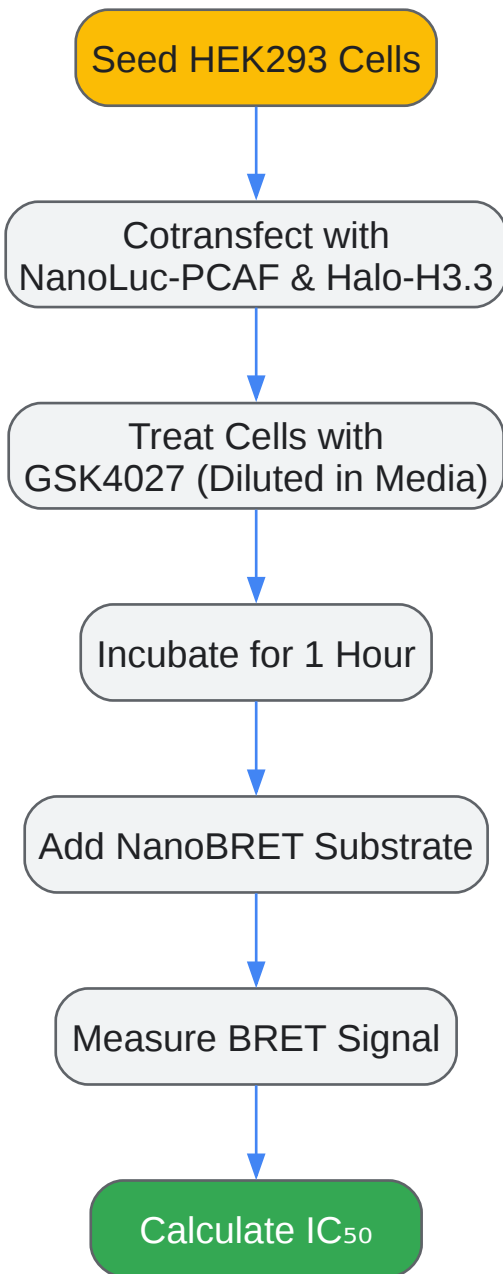 Seed HEK293 Cells
Cotransfect with
NanoLuc-PCAF & Halo-H3.3
Treat Cells with
GSK4027 (Diluted in Media)
Incubate for 1 Hour
Add NanoBRET Substrate
Measure BRET Signal
Calculate IC₅₀